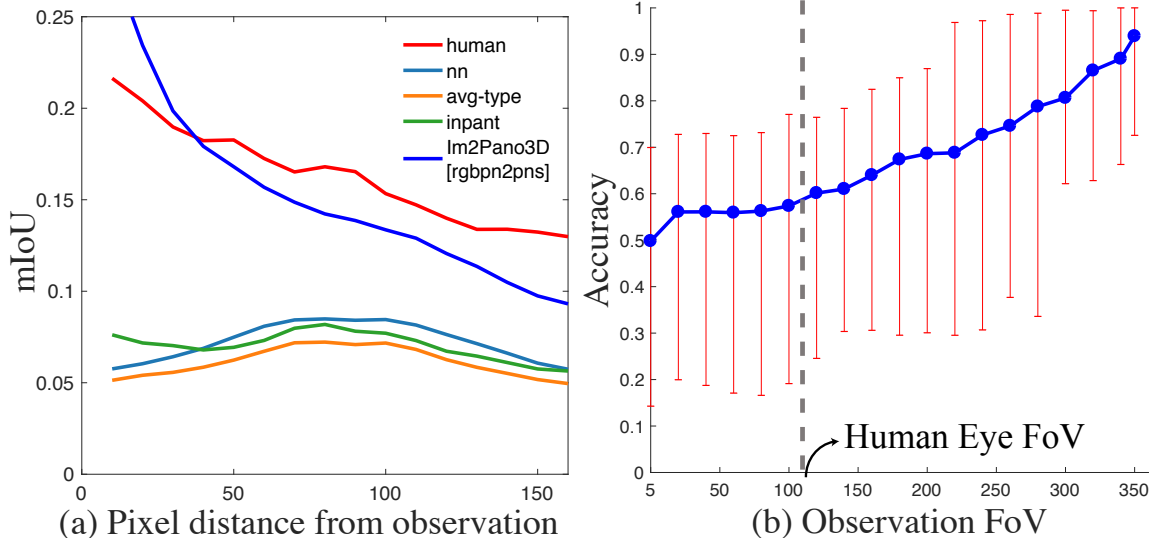 0.25
0.2
0.15
0.1
0.05
0
mIoU
human
nn
avg-type
inpant
Im2Pano3D
[rgbpn2pns]
0 50 100 150
(a) Pixel distance from observation
(b)
1
0.9
0.8
0.7
0.6
0.5
0.4
0.3
0.2
0.1
0
Accuracy
Human Eye FoV
5 50 100 150 200 250 300 350
(b) Observation FoV